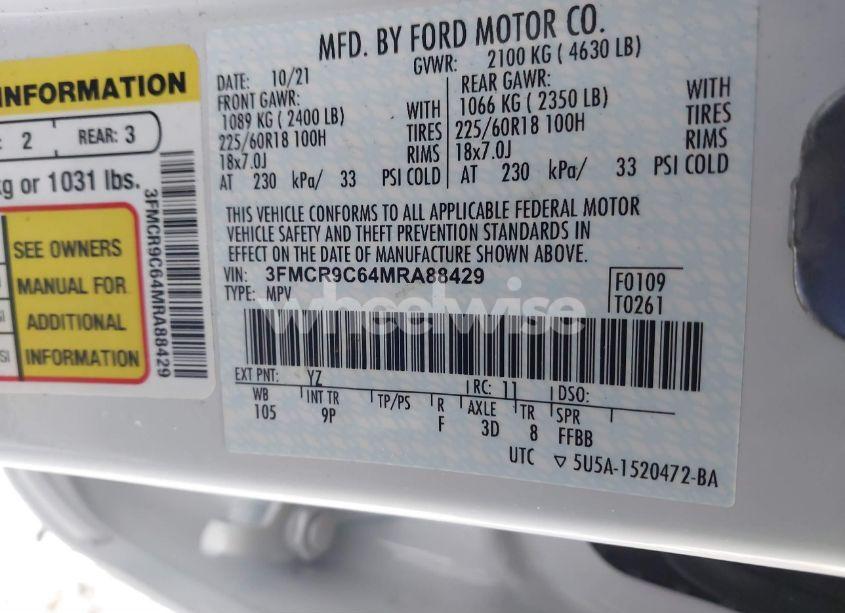 INFORMATION
2
REAR: 3
kg or 1031 lbs.
SEE OWNERS
MANUAL FOR
ADDITIONAL
INFORMATION
3FMCR9C64MRA88429
MFD. BY FORD MOTOR CO.
DATE: 10/21
GVWR: 2100 KG ( 4630 LB)
FRONT GAWR:
1089 KG ( 2400 LB) WITH
225/60R18 100H TIRES
18x7.0J RIMS
AT 230 kPa/ 33 PSI COLD
REAR GAWR:
1066 KG ( 2350 LB) WITH
225/60R18 100H TIRES
18x7.0J RIMS
AT 230 kPa/ 33 PSI COLD
THIS VEHICLE CONFORMS TO ALL APPLICABLE FEDERAL MOTOR
VEHICLE SAFETY AND THEFT PREVENTION STANDARDS IN
EFFECT ON THE DATE OF MANUFACTURE SHOWN ABOVE.
VIN: 3FMCR9C64MRA88429
TYPE: MPV
F0109
T0261
wheelwise
EXT PNT: YZ RC: 11 DSO:
WB INT TR TP/PS R AXLE TR SPR
105 9P F 3D 8 FFBB
UTC ▽ 5U5A-1520472-BA